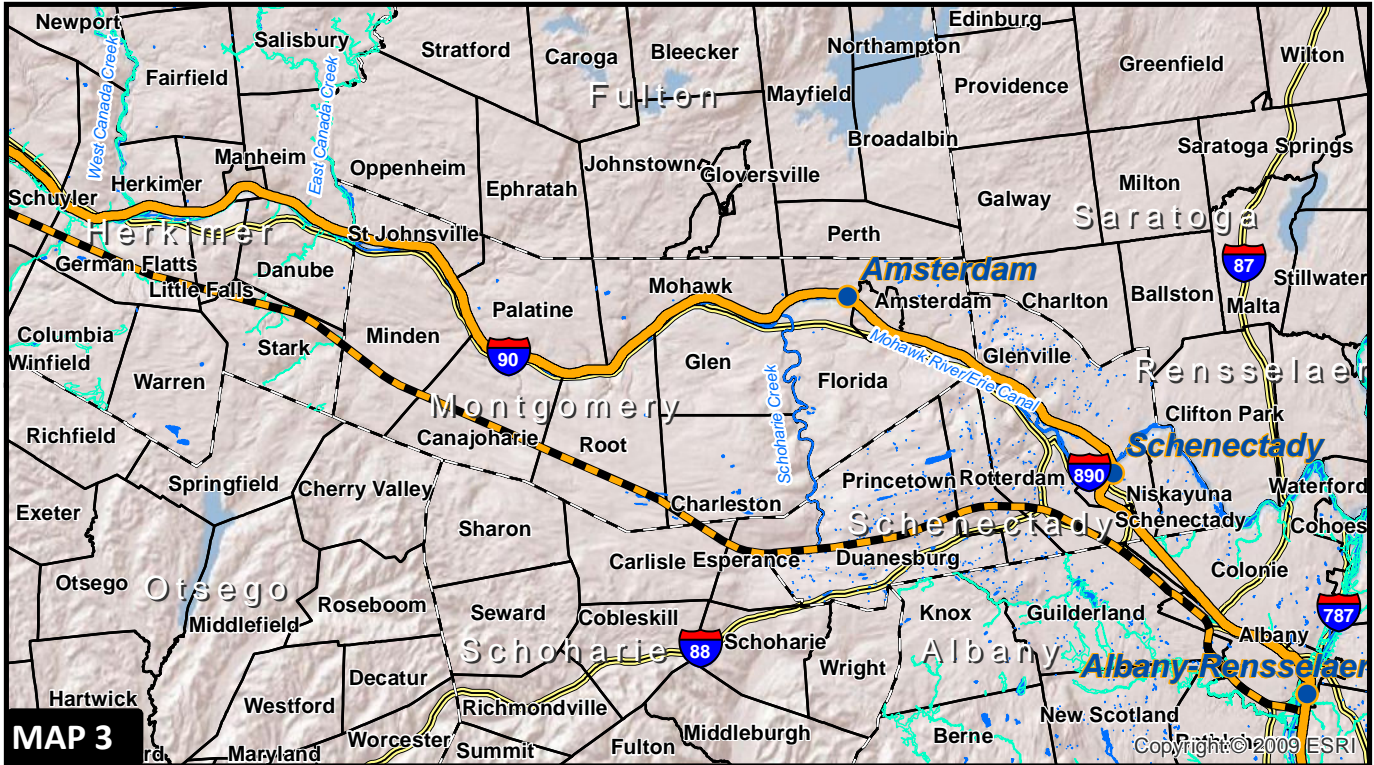 Newport
Edinburg
Salisbury
Stratford
Caroga
Bleecker
Northampton
Wilton
Greenfield
Fairfield
Providence
Mayfield
Fulton
West Canada Creek
East Canada Creek
Broadalbin
Saratoga Springs
Manheim
Oppenheim
Johnstown
Gloversville
Herkimer
Ephratah
Milton
Schuyler
Galway
Saratoga
Herkimer
St Johnsville
Perth
German Flatts
Danube
Amsterdam
87
Stillwater
Little Falls
Mohawk
Amsterdam
Charlton
Ballston
Malta
Palatine
Columbia
Minden
Stark
Winfield
90
Glen
Mohawk River/Erie Canal
Glenville
Rensselaer
Warren
Florida
Montgomery
Schoharie Creek
Clifton Park
Richfield
Canajoharie
Root
Schenectady
Springfield
Cherry Valley
Princetown
Rotterdam
890
Niskayuna
Waterford
Exeter
Charleston
Sharon
Schenectady
Schenectady
Cohoes
Carlisle
Esperance
Duanesburg
Colonie
Otsego
Otsego
Roseboom
Middlefield
Seward
Cobleskill
Knox
Guilderland
787
Schoharie
88
Schoharie
Albany
Albany
Wright
Albany-Rensselaer
Decatur
Hartwick
Westford
Richmondville
New Scotland
MAP 3
Worcester
Middleburgh
Berne
Maryland
Summit
Fulton
Copyright:© 2009 ESRI